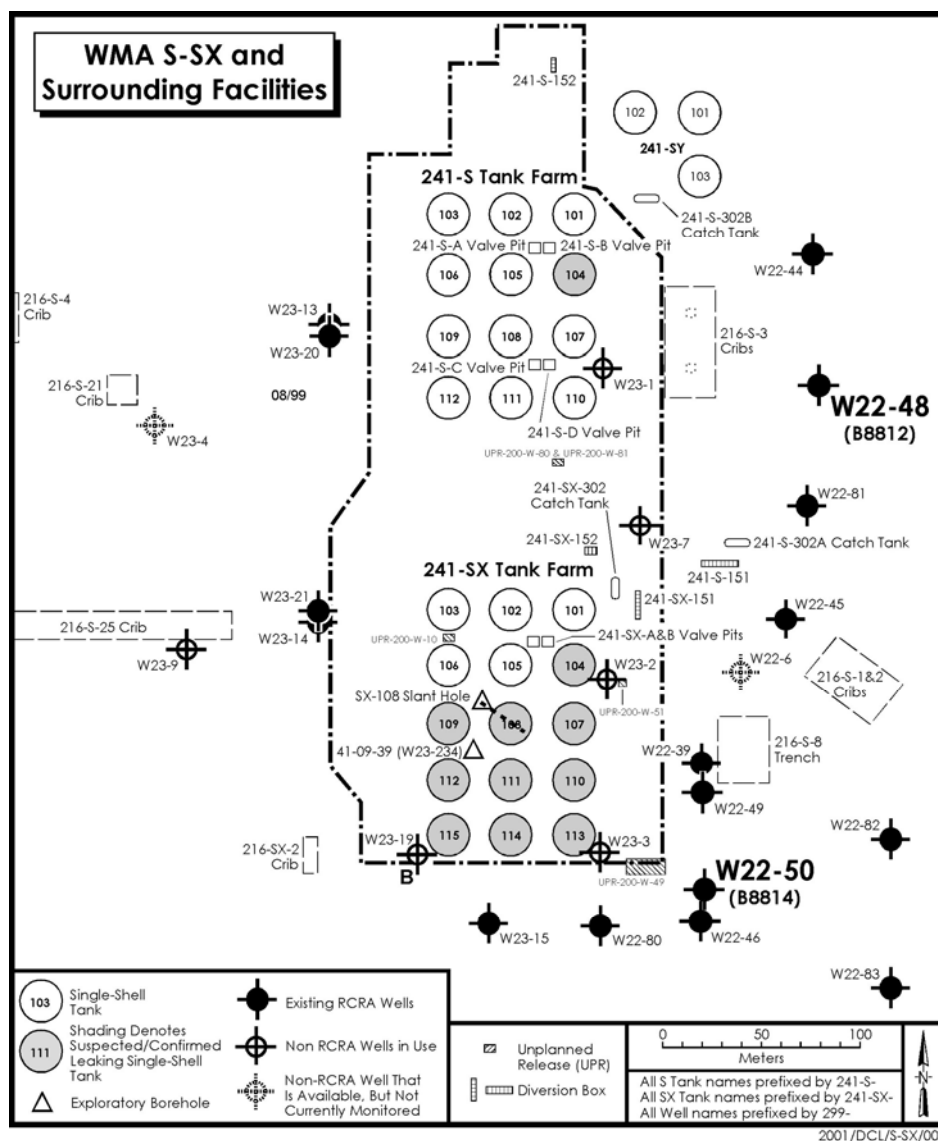 WMA S-SX and
Surrounding Facilities
241-S-152
102
101
241-SY
103
241-S Tank Farm
103
102
101
241-S-302B
Catch Tank
241-S-A Valve Pit
241-S-B Valve Pit
W22-44
106
105
104
216-S-4
Crib
W23-13
W23-20
109
108
107
216-S-3
Cribs
241-S-C Valve Pit
W23-1
216-S-21
Crib
08/99
112
111
110
W22-48
(B8812)
W23-4
241-S-D Valve Pit
UPR-200-W-80 & UPR-200-W-81
241-SX-302
Catch Tank
W22-81
241-SX-152
W23-7
241-S-302A Catch Tank
241-SX Tank Farm
241-S-151
W23-21
103
102
101
241-SX-151
W22-45
216-S-25 Crib
W23-14
UPR-200-W-10
241-SX-A&B Valve Pits
W23-9
106
105
104
W23-2
W22-6
216-S-1&2
Cribs
SX-108 Slant Hole
UPR-200-W-51
109
108
107
216-S-8
Trench
41-09-39 (W23-234)
W22-39
112
111
110
W22-49
216-SX-2
Crib
W23-19
115
114
113
W23-3
W22-82
B
UPR-200-W-49
W22-50
(B8814)
W23-15
W22-80
W22-46
W22-83
103
Single-Shell
Tank
111
Shading Denotes
Suspected/Confirmed
Leaking Single-Shell
Tank
Exploratory Borehole
Existing RCRA Wells
Non RCRA Wells in Use
Non-RCRA Well That
Is Available, But Not
Currently Monitored
Unplanned
Release (UPR)
Diversion Box
0 50 100
Meters
All S Tank names prefixed by 241-S-
All SX Tank names prefixed by 241-SX-
All Well names prefixed by 299-
N
2001/DCL/S-SX/00